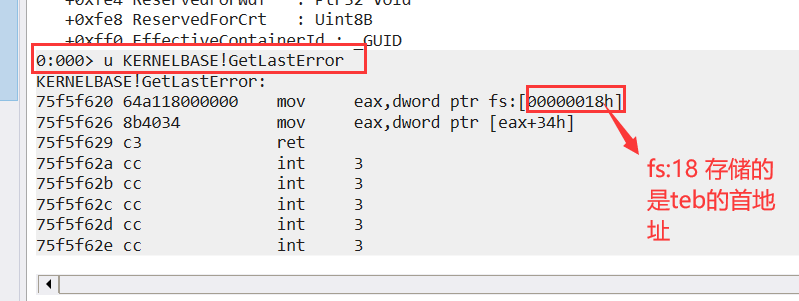 +0xfe4 ReservedForWdf   : Ptr32 Void
+0xfe8 ReservedForCrt   : Uint8B
+0xff0 EffectiveContainerId : _GUID
0:000> u KERNELBASE!GetLastError
KERNELBASE!GetLastError:
75f5f620 64a118000000    mov     eax,dword ptr fs:[00000018h]
75f5f626 8b4034          mov     eax,dword ptr [eax+34h]
75f5f629 c3              ret
75f5f62a cc              int     3
75f5f62b cc              int     3
75f5f62c cc              int     3
75f5f62d cc              int     3
75f5f62e cc              int     3
fs:18 存储的
是teb的首地
址